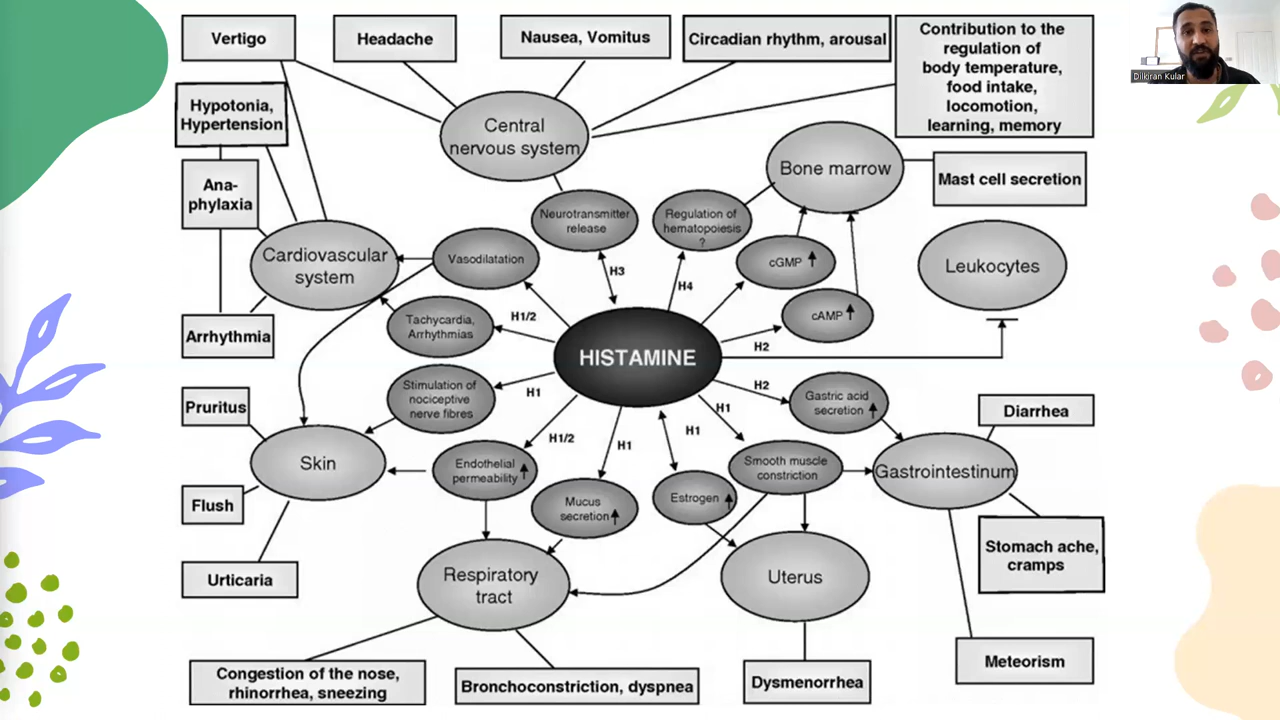 Vertigo
Headache
Nausea, Vomitus
Circadian rhythm, arousal
Contribution to the
regulation of
body temperature,
food intake,
locomotion,
learning, memory
Dilkiran Kular
Hypotonia,
Hypertension
Central
nervous system
Bone marrow
Mast cell secretion
Ana-
phylaxia
Neurotransmitter
release
Regulation of
hematopoiesis
?
Cardiovascular
system
Vasodilatation
cGMP
Leukocytes
H3
H4
Tachycardia,
Arrhythmias
H1/2
cAMP
Arrhythmia
HISTAMINE
H2
Stimulation of
nociceptive
nerve fibres
H1
H2
Gastric acid
secretion
Pruritus
H1
Diarrhea
H1/2
H1
H1
Skin
Endothelial
permeability
Smooth muscle
constriction
Gastrointestinum
Flush
Mucus
secretion
Estrogen
Stomach ache,
cramps
Urticaria
Respiratory
tract
Uterus
Congestion of the nose,
rhinorrhea, sneezing
Bronchoconstriction, dyspnea
Dysmenorrhea
Meteorism